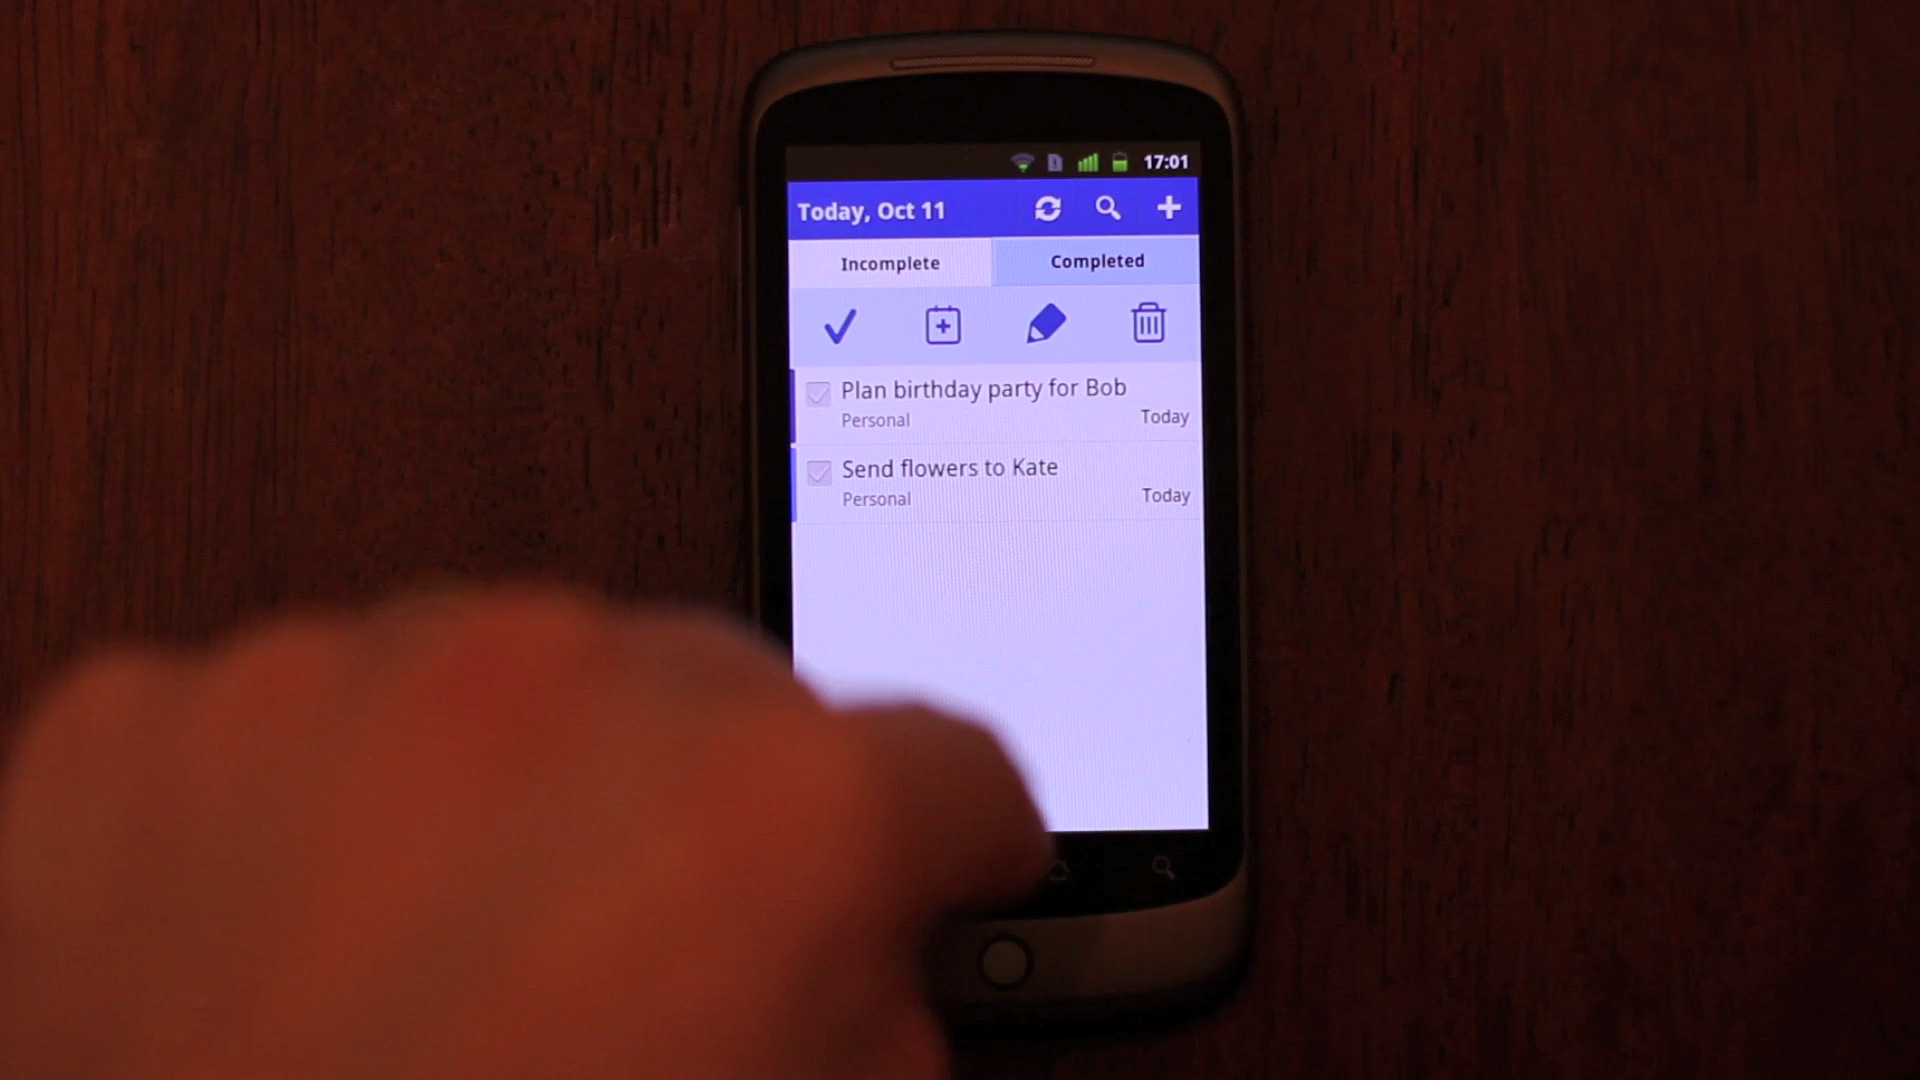 17:01
Today, Oct 11
Incomplete
Completed
Plan birthday party for Bob
Personal
Today
Send flowers to Kate
Personal
Today